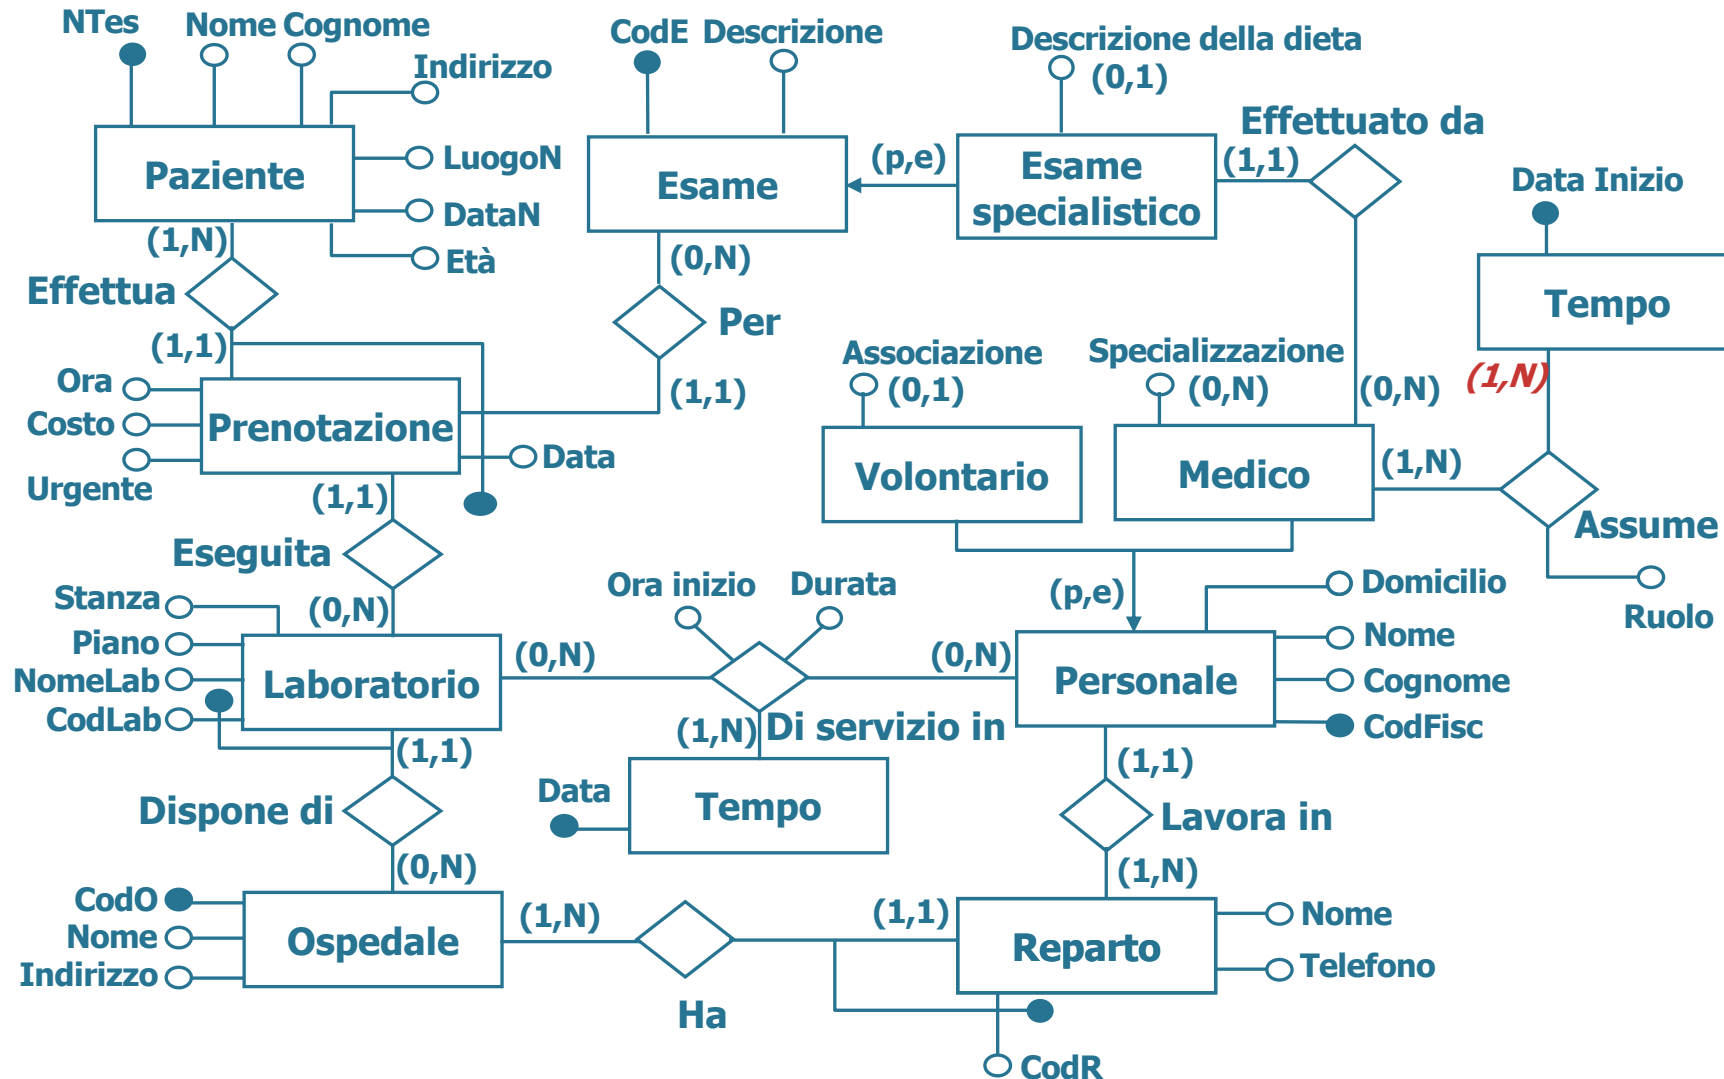 NTes
Nome Cognome
Indirizzo
Paziente
LuogoN
DataN
Età
(1,N)
Effettua
(1,1)
CodE Descrizione
Esame
(0,N)
Per
(1,1)
(p,e)
Descrizione della dieta
(0,1)
Esame
specialistico
(1,1)
Effettuato da
(0,N)
Data Inizio
Tempo
(1,N)
Ora
Costo
Urgente
Prenotazione
Data
(1,1)
Eseguita
(0,N)
Associazione
(0,1)
Volontario
Specializzazione
(0,N)
Medico
(1,N)
Assume
Ruolo
(p,e)
Stanza
Piano
NomeLab
CodLab
Laboratorio
(0,N)
Ora inizio
Durata
(0,N)
Di servizio in
(1,N)
Data
Tempo
Personale
Domicilio
Nome
Cognome
CodFisc
(1,1)
Lavora in
(1,N)
(1,1)
Dispone di
(0,N)
CodO
Nome
Indirizzo
Ospedale
(1,N)
Ha
(1,1)
Reparto
Nome
Telefono
CodR